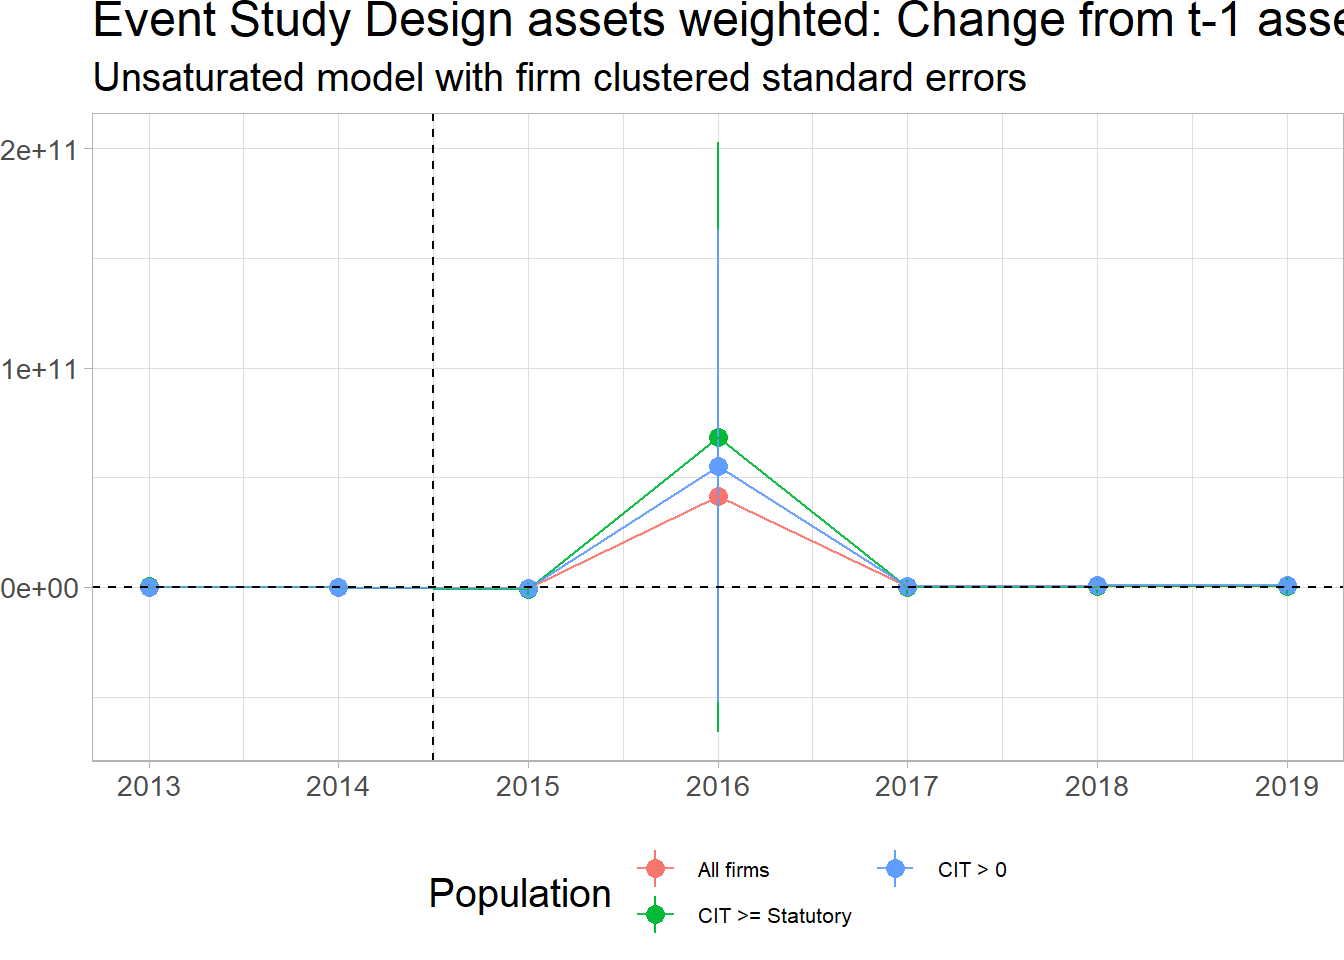 Event Study Design assets weighted: Change from t-1 asse
Unsaturated model with firm clustered standard errors
2e+11
1e+11
0e+00
2013 2014 2015 2016 2017 2018 2019
Population
All firms
CIT > 0
CIT >= Statutory